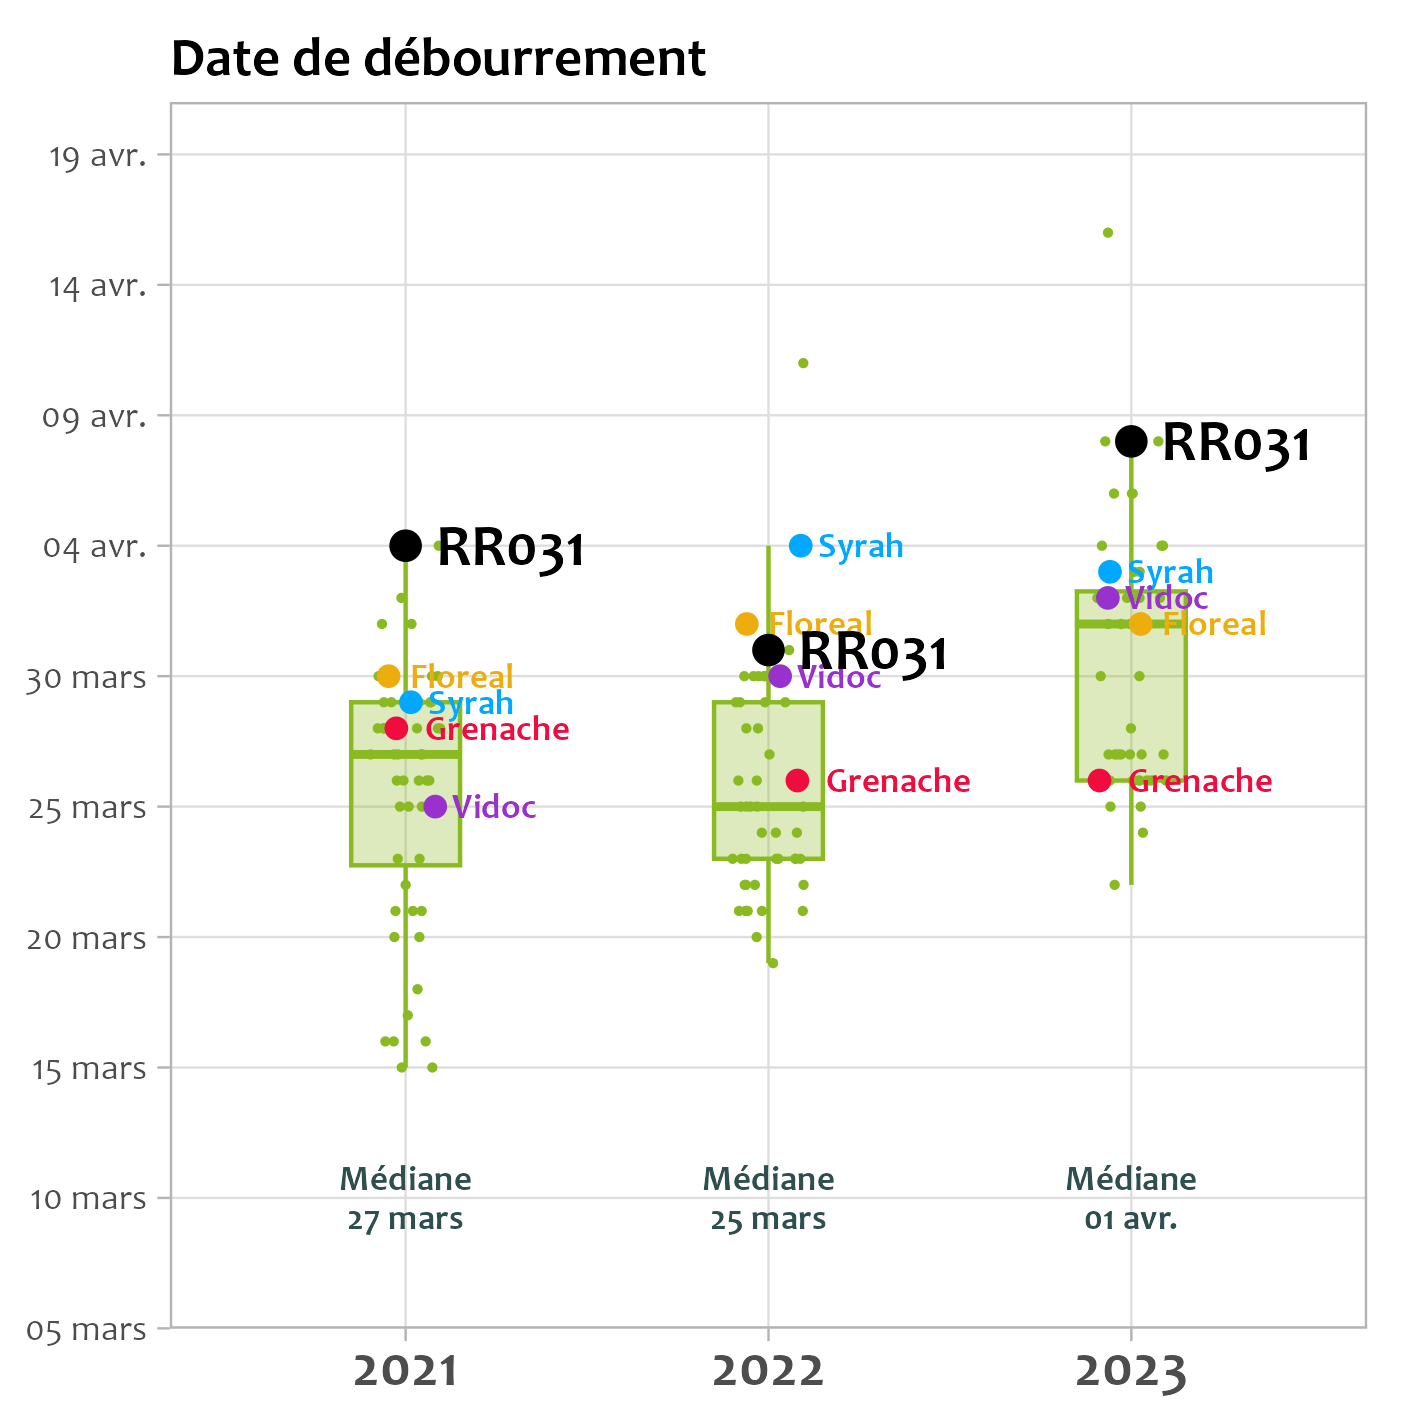 Date de débourrement
19 avr.
14 avr.
09 avr.
04 avr.
30 mars
25 mars
20 mars
15 mars
10 mars
05 mars
RR031
Floreal
Syrah
Grenache
Vidoc
Médiane
27 mars
Syrah
Floreal
RR031
Vidoc
Grenache
Médiane
25 mars
RR031
Syrah
Vidoc
Floreal
Grenache
Médiane
01 avr.
2021
2022
2023